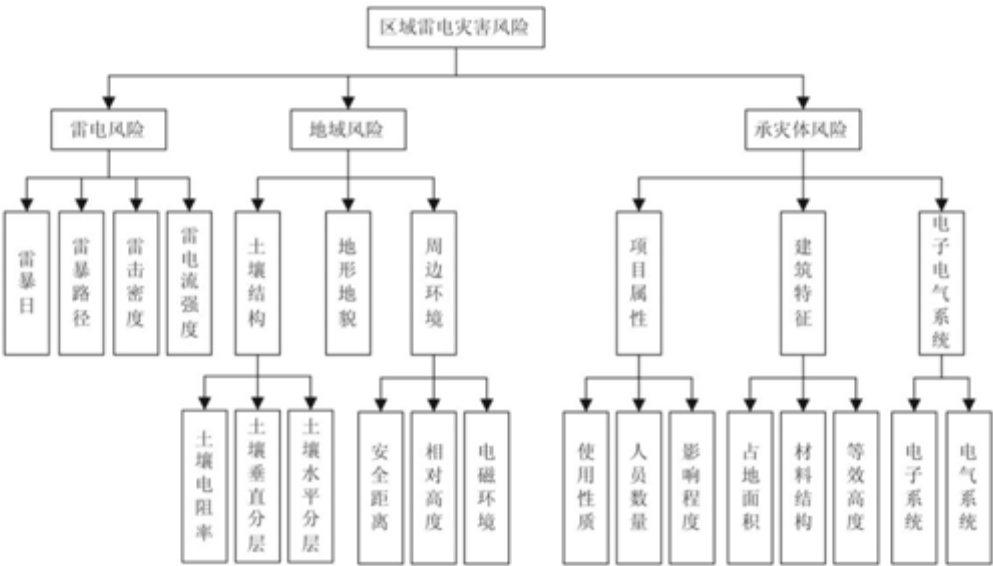 区域雷电灾害风险
雷电风险
地域风险
承灾体风险
雷暴日
雷暴路径
雷击密度
雷电流强度
土壤结构
地形地貌
周边环境
项目属性
建筑特征
电子电气系统
土壤电阻率
土壤垂直分层
土壤水平分层
安全距离
相对高度
电磁环境
使用性质
人员数量
影响程度
占地面积
材料结构
等效高度
电子系统
电气系统